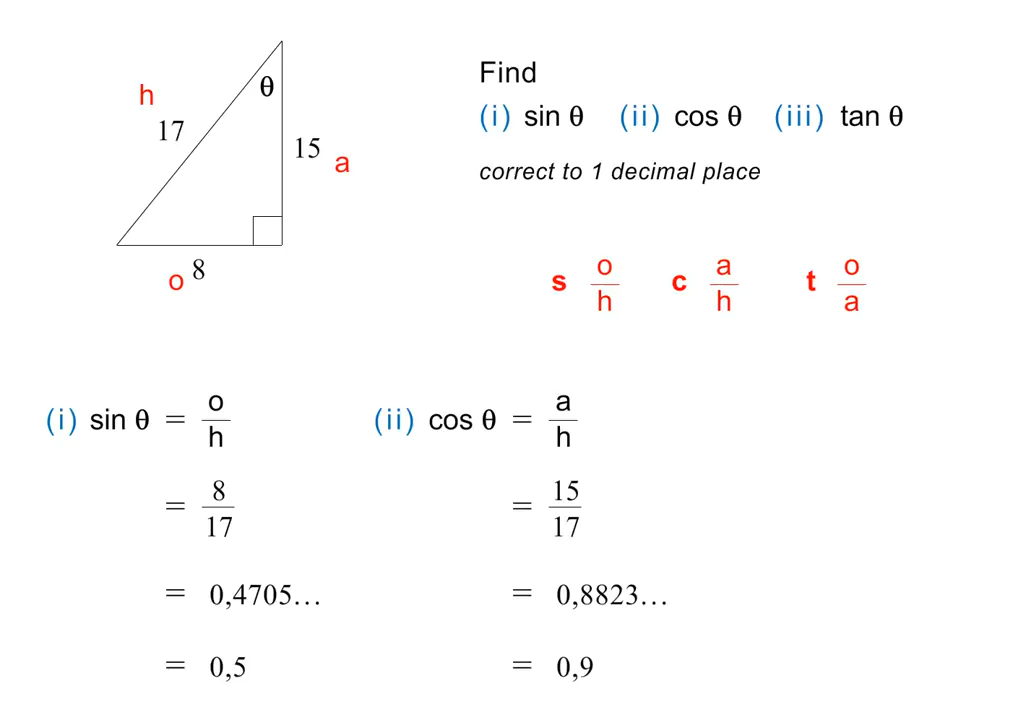 θ
h
17
15
a
o 8
Find
(i) sin θ (ii) cos θ (iii) tan θ
correct to 1 decimal place
s o/h c a/h t o/a
(i) sin θ = o/h (ii) cos θ = a/h
= 8/17 = 15/17
= 0,4705… = 0,8823…
= 0,5 = 0,9